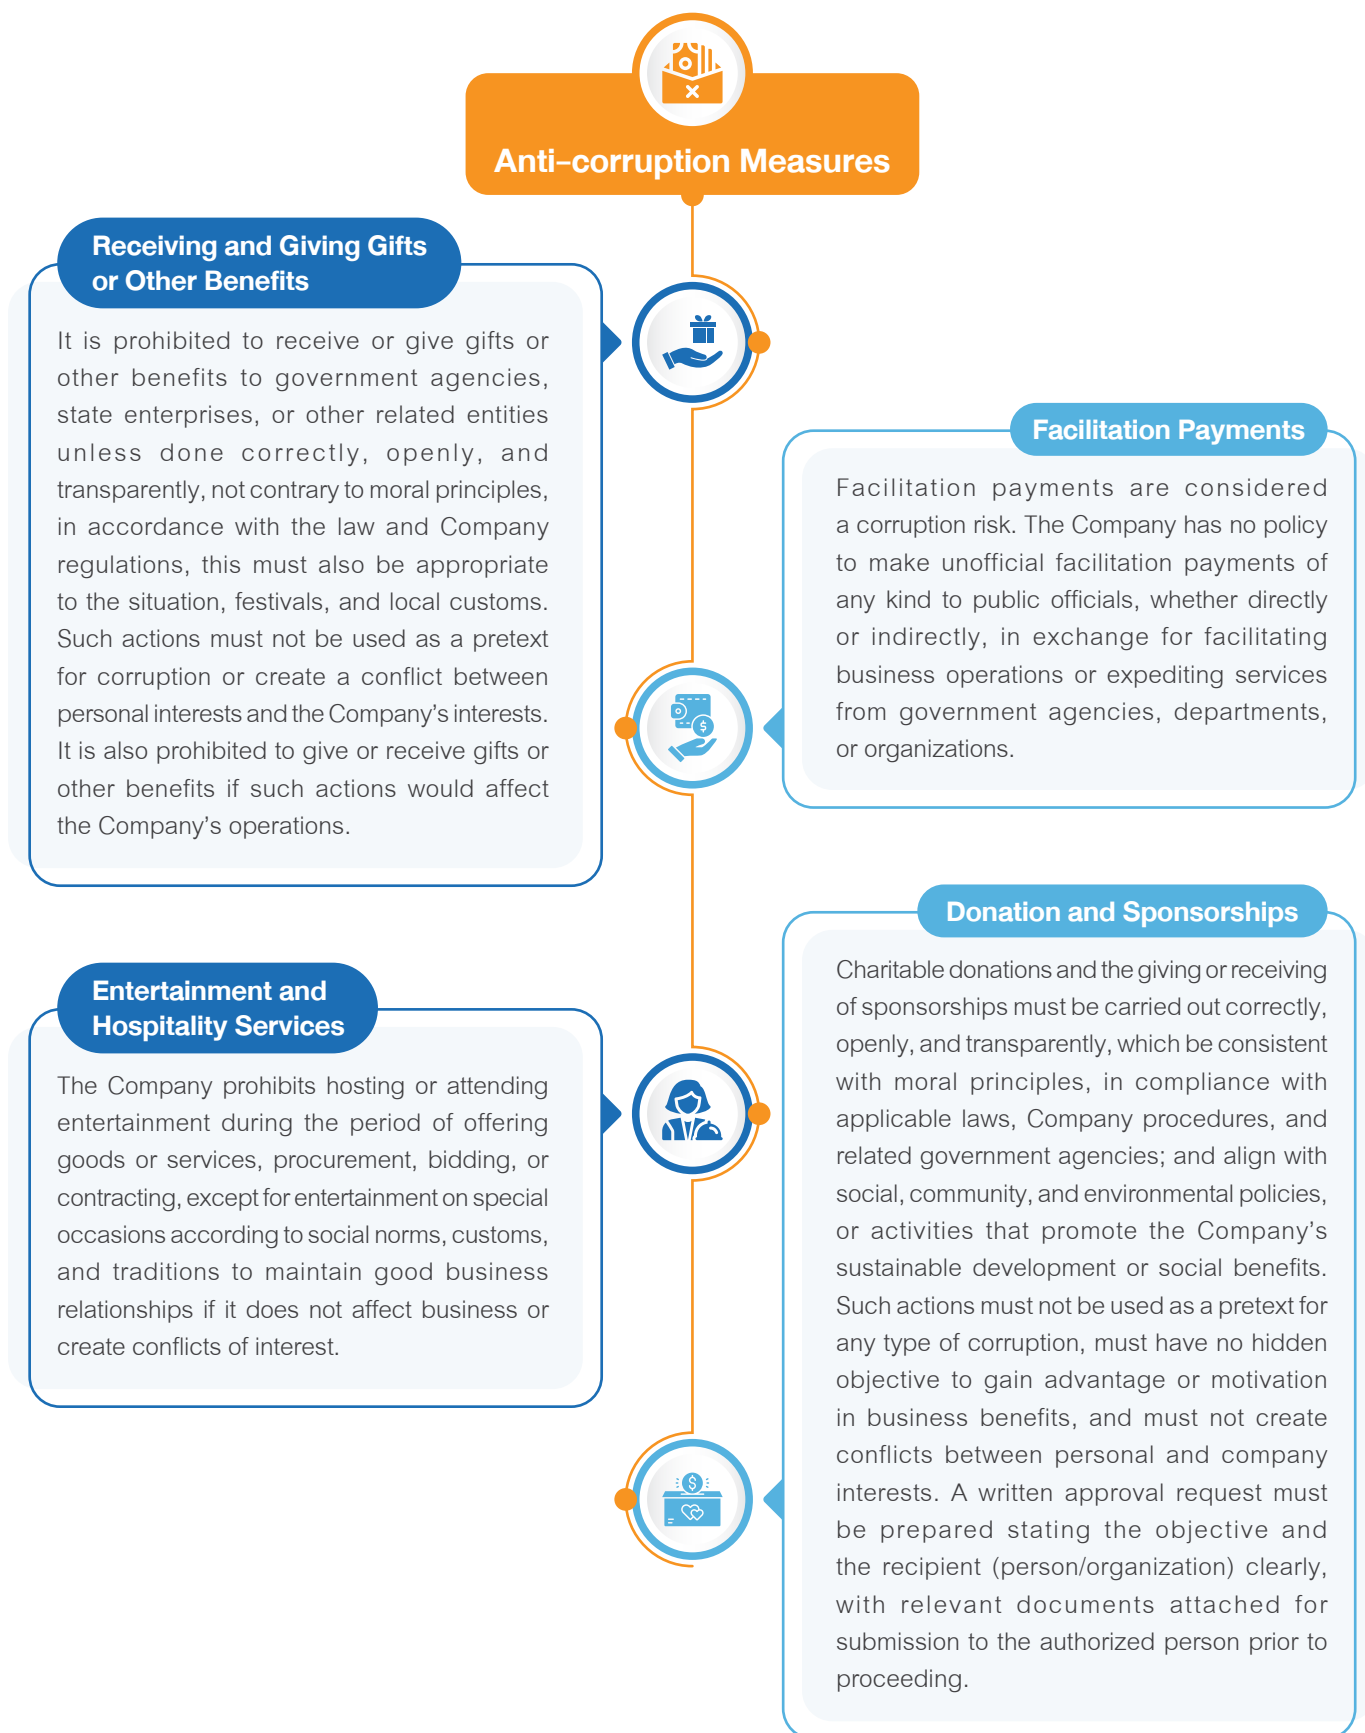 Anti-corruption Measures
Receiving and Giving Gifts
or Other Benefits
It is prohibited to receive or give gifts or
other benefits to government agencies,
state enterprises, or other related entities
unless done correctly, openly, and
transparently, not contrary to moral principles,
in accordance with the law and Company
regulations, this must also be appropriate
to the situation, festivals, and local customs.
Such actions must not be used as a pretext
for corruption or create a conflict between
personal interests and the Company's interests.
It is also prohibited to give or receive gifts or
other benefits if such actions would affect
the Company's operations.
Facilitation Payments
Facilitation payments are considered
a corruption risk. The Company has no policy
to make unofficial facilitation payments of
any kind to public officials, whether directly
or indirectly, in exchange for facilitating
business operations or expediting services
from government agencies, departments,
or organizations.
Entertainment and
Hospitality Services
The Company prohibits hosting or attending
entertainment during the period of offering
goods or services, procurement, bidding, or
contracting, except for entertainment on special
occasions according to social norms, customs,
and traditions to maintain good business
relationships if it does not affect business or
create conflicts of interest.
Donation and Sponsorships
Charitable donations and the giving or receiving
of sponsorships must be carried out correctly,
openly, and transparently, which be consistent
with moral principles, in compliance with
applicable laws, Company procedures, and
related government agencies; and align with
social, community, and environmental policies,
or activities that promote the Company's
sustainable development or social benefits.
Such actions must not be used as a pretext for
any type of corruption, must have no hidden
objective to gain advantage or motivation
in business benefits, and must not create
conflicts between personal and company
interests. A written approval request must
be prepared stating the objective and
the recipient (person/organization) clearly,
with relevant documents attached for
submission to the authorized person prior to
proceeding.